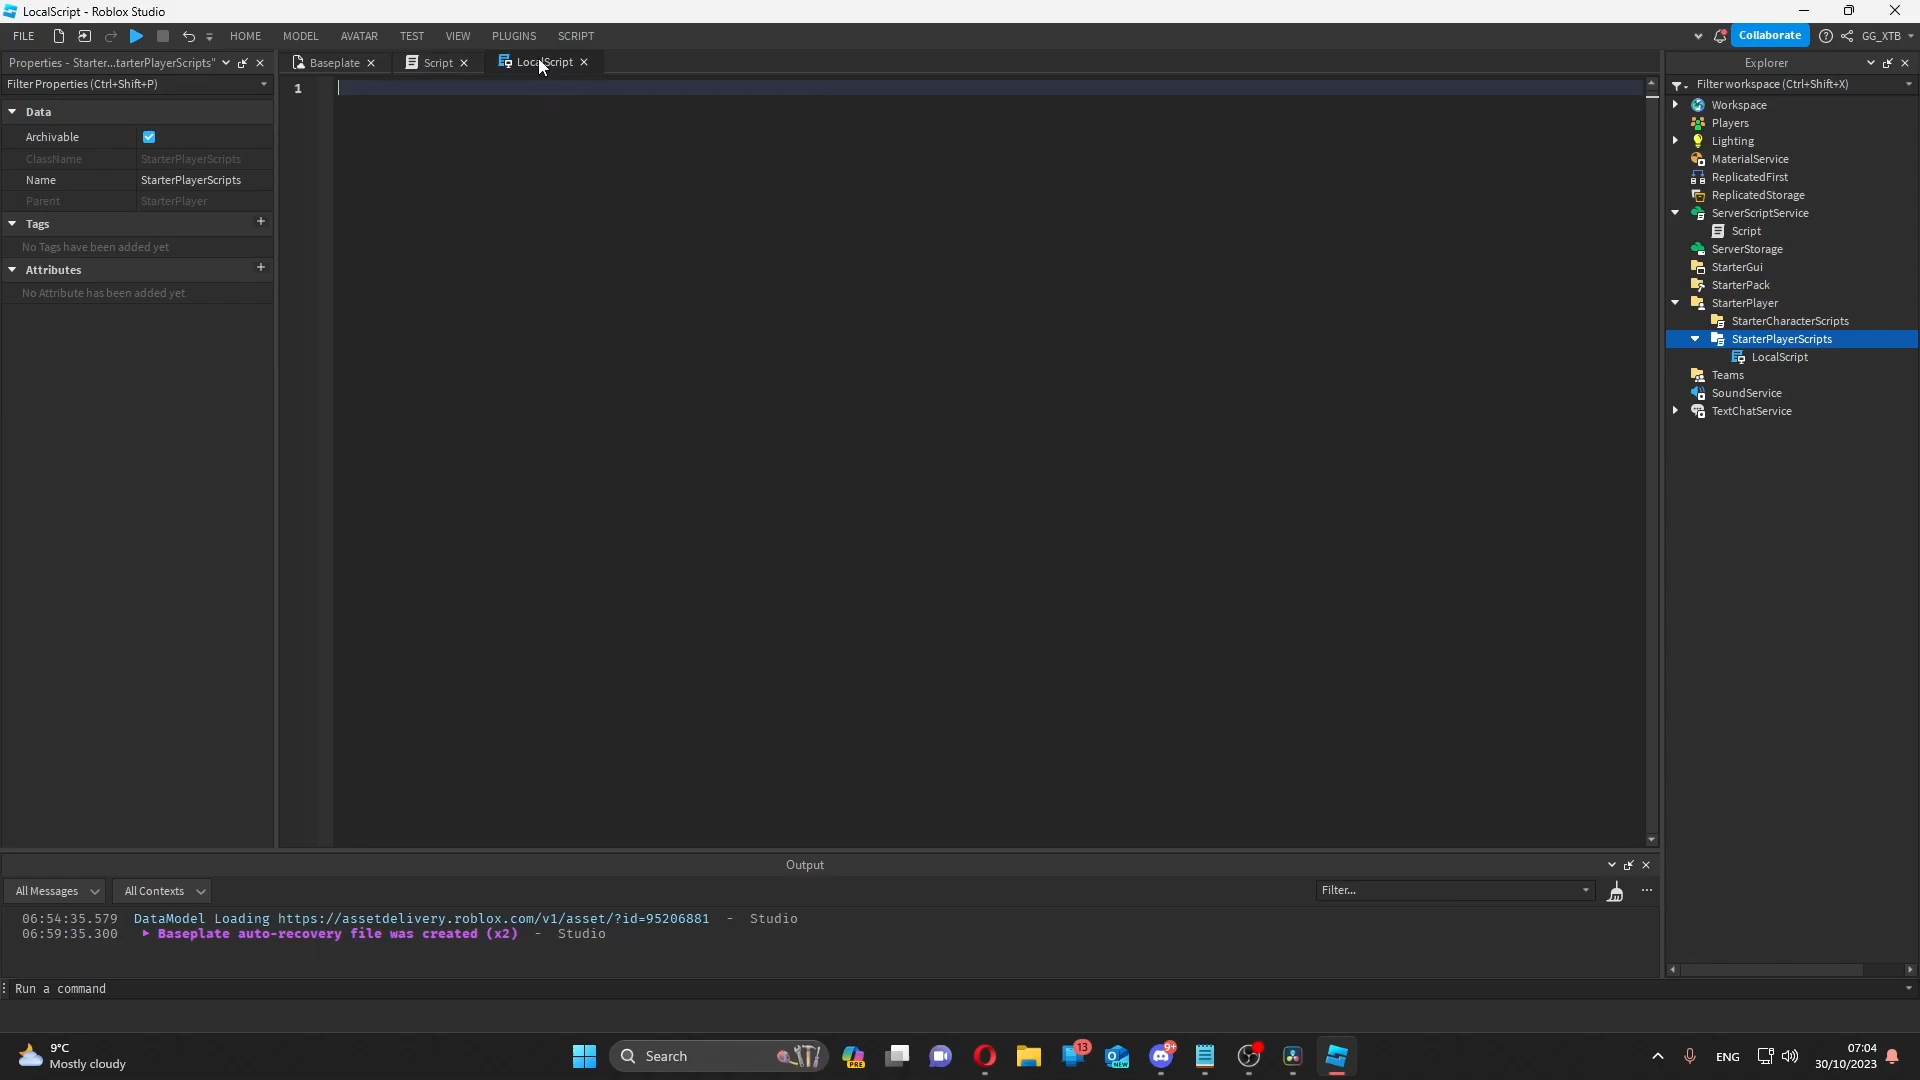 LocalScript - Roblox Studio
FILE HOME MODEL AVATAR TEST VIEW PLUGINS SCRIPT Collaborate GG_XTB
Properties - Starter...tarterPlayerScripts"
Baseplate Script LocalScript
Explorer
Filter Properties (Ctrl+Shift+P)
Filter workspace (Ctrl+Shift+X)
1
Data
Archivable
ClassName StarterPlayerScripts
Name StarterPlayerScripts
Parent StarterPlayer
Tags
No Tags have been added yet
Attributes
No Attribute has been added yet
Workspace
Players
Lighting
MaterialService
ReplicatedFirst
ReplicatedStorage
ServerScriptService
Script
ServerStorage
StarterGui
StarterPack
StarterPlayer
StarterCharacterScripts
StarterPlayerScripts
LocalScript
Teams
SoundService
TextChatService
Output
All Messages All Contexts Filter...
06:54:35.579 DataModel Loading https://assetdelivery.roblox.com/v1/asset/?id=95206881 - Studio
06:59:35.300 Baseplate auto-recovery file was created (x2) - Studio
Run a command
9°C
Mostly cloudy
Search
PRE
13
NEW
9+
ENG
07:04
30/10/2023